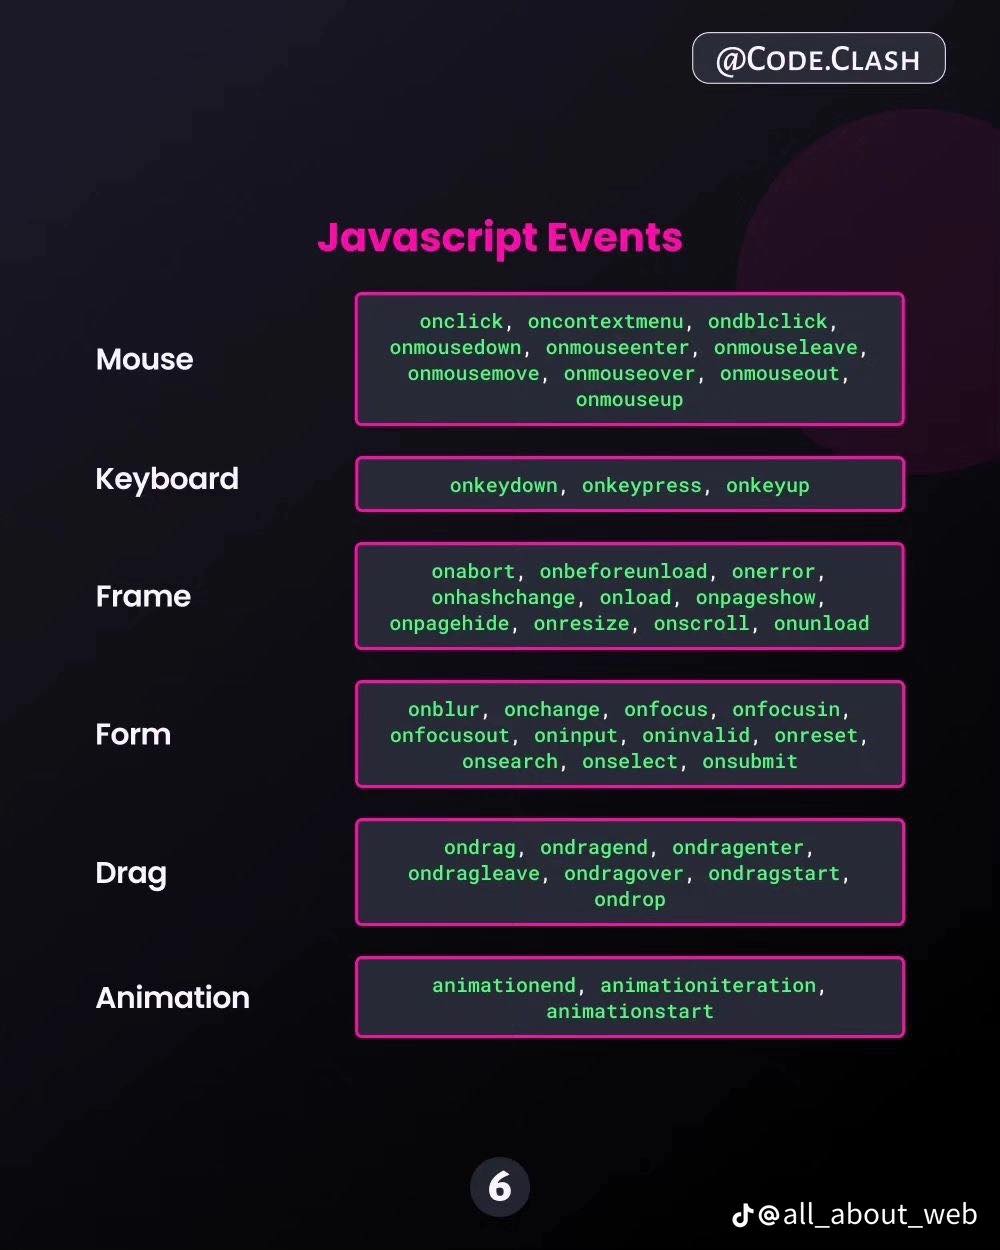 @Code.Clash
Javascript Events
Mouse
onclick, oncontextmenu, ondblclick,
onmousedown, onmouseenter, onmouseleave,
onmousemove, onmouseover, onmouseout,
onmouseup
Keyboard
onkeydown, onkeypress, onkeyup
Frame
onabort, onbeforeunload, onerror,
onhashchange, onload, onpageshow,
onpagehide, onresize, onscroll, onunload
Form
onblur, onchange, onfocus, onfocusin,
onfocusout, oninput, oninvalid, onreset,
onsearch, onselect, onsubmit
Drag
ondrag, ondragend, ondragenter,
ondragleave, ondragover, ondragstart,
ondrop
Animation
animationend, animationiteration,
animationstart
6
@all_about_web